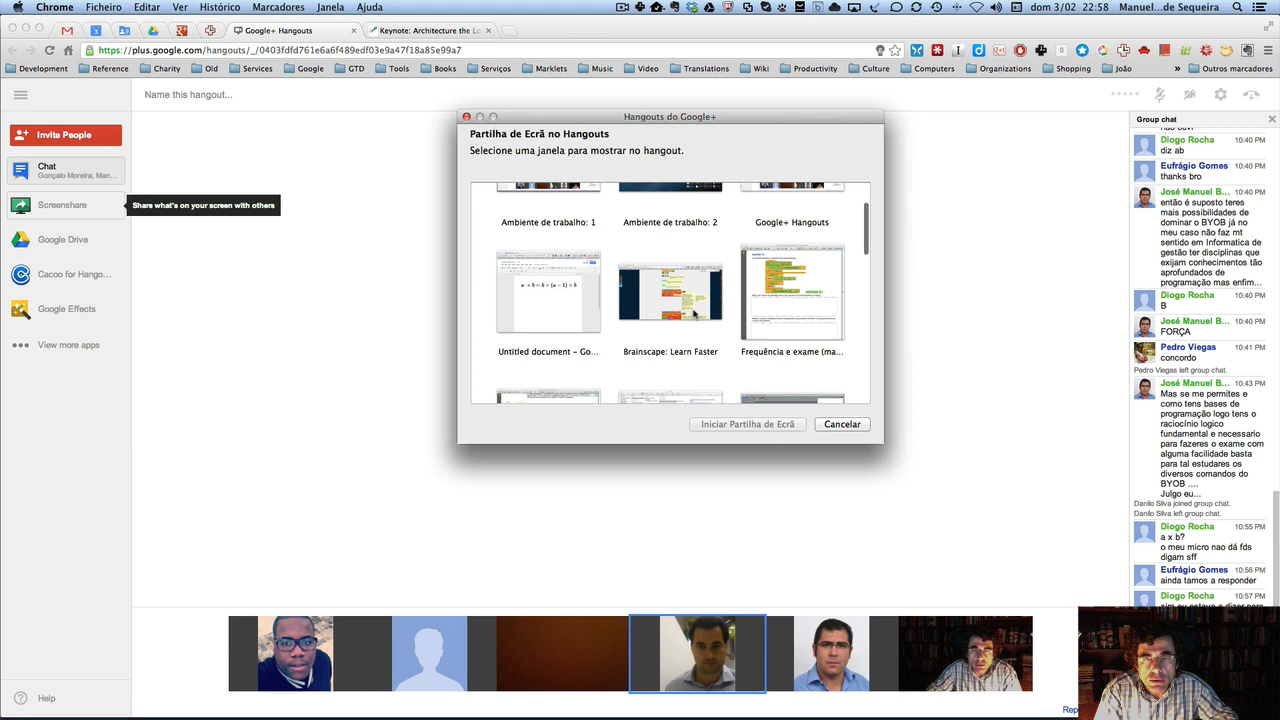 Chrome Ficheiro Editar Ver Histórico Marcadores Janela Ajuda dom 3/02 22:58 Manuel...de Sequeira
Google+ Hangouts Keynote: Architecture the Lo
https://plus.google.com/hangouts/_/0403fdfd761e6a6f489edf03e9a47f18a85e99a7
Development Reference Charity Old Services Google GTD Tools Books Serviços Marklets Music Video Translations Wiki Productivity Culture Computers Organizations Shopping João » Outros marcadores
Name this hangout...
Invite People
Chat
Gonçalo Moreira, Man...
Screenshare
Share what's on your screen with others
Google Drive
Cacoo for Hango...
Google Effects
View more apps
Help
Hangouts do Google+
Partilha de Ecrã no Hangouts
Selecione uma janela para mostrar no hangout.
Ambiente de trabalho: 1 Ambiente de trabalho: 2 Google+ Hangouts
a × b = b + (a − 1) × b
Untitled document – Go... Brainscape: Learn Faster Frequência e exame (ma...
Iniciar Partilha de Ecrã Cancelar
Group chat
não ouvi
Diogo Rocha 10:40 PM
diz ab
Eufrágio Gomes 10:40 PM
thanks bro
José Manuel B... 10:40 PM
então é suposto teres
mais possibilidades de
dominar o BYOB já no
meu caso não faz mt
sentido em Informatica de
gestão ter disciplinas que
exijam conhecimentos
tão aprofundados de
programação mas enfim...
Diogo Rocha 10:40 PM
B
José Manuel B... 10:40 PM
FORÇA
Pedro Viegas 10:41 PM
concordo
Pedro Viegas left group chat.
José Manuel B... 10:43 PM
Mas se me permites e
como tens bases de
programação logo tens o
raciocínio logico
fundamental e necessario
para fazeres o exame com
alguma facilidade basta
para tal estudares os
diversos comandos do
BYOB ....
Julgo eu...
Danilo Silva joined group chat.
Danilo Silva left group chat.
Diogo Rocha 10:55 PM
a x b?
o meu micro nao dá fds
digam sff
Eufrágio Gomes 10:56 PM
ainda tamos a responder
Diogo Rocha 10:57 PM
sim eu estava a dizer para
Rep